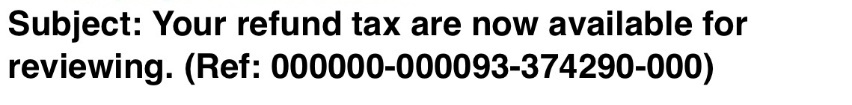 Subject: Your refund tax are now available for
reviewing. (Ref: 000000-000093-374290-000)